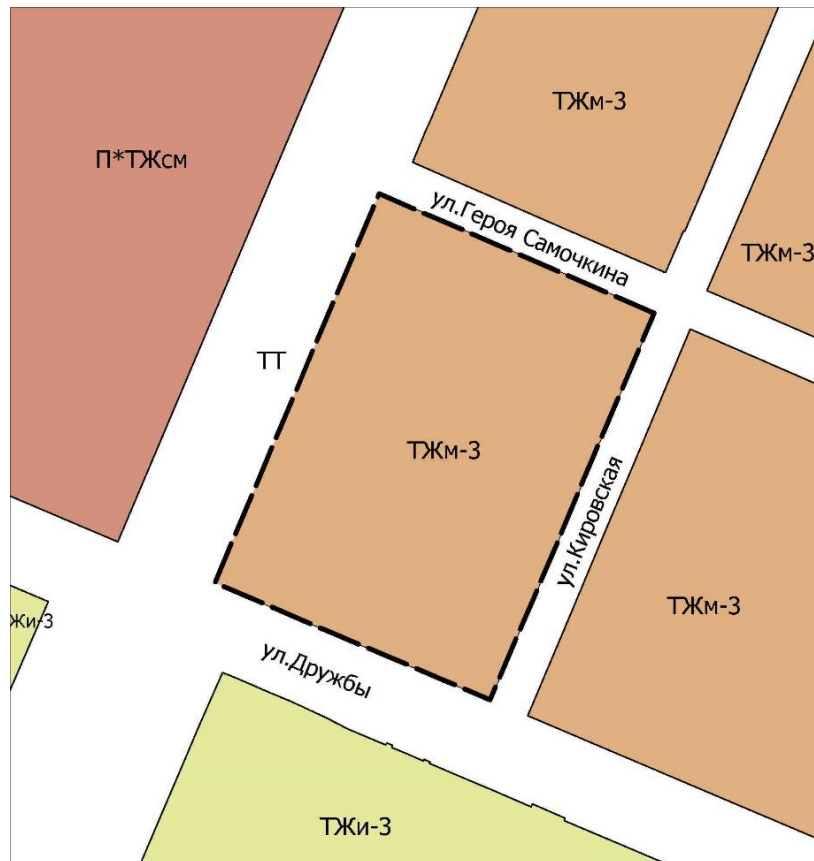 ТЖм-3
П*ТЖсм
ул.Героя Самочкина
ТЖм-3
ТТ
ТЖм-3
ул.Кировская
ТЖм-3
Жи-3
ул.Дружбы
ТЖи-3